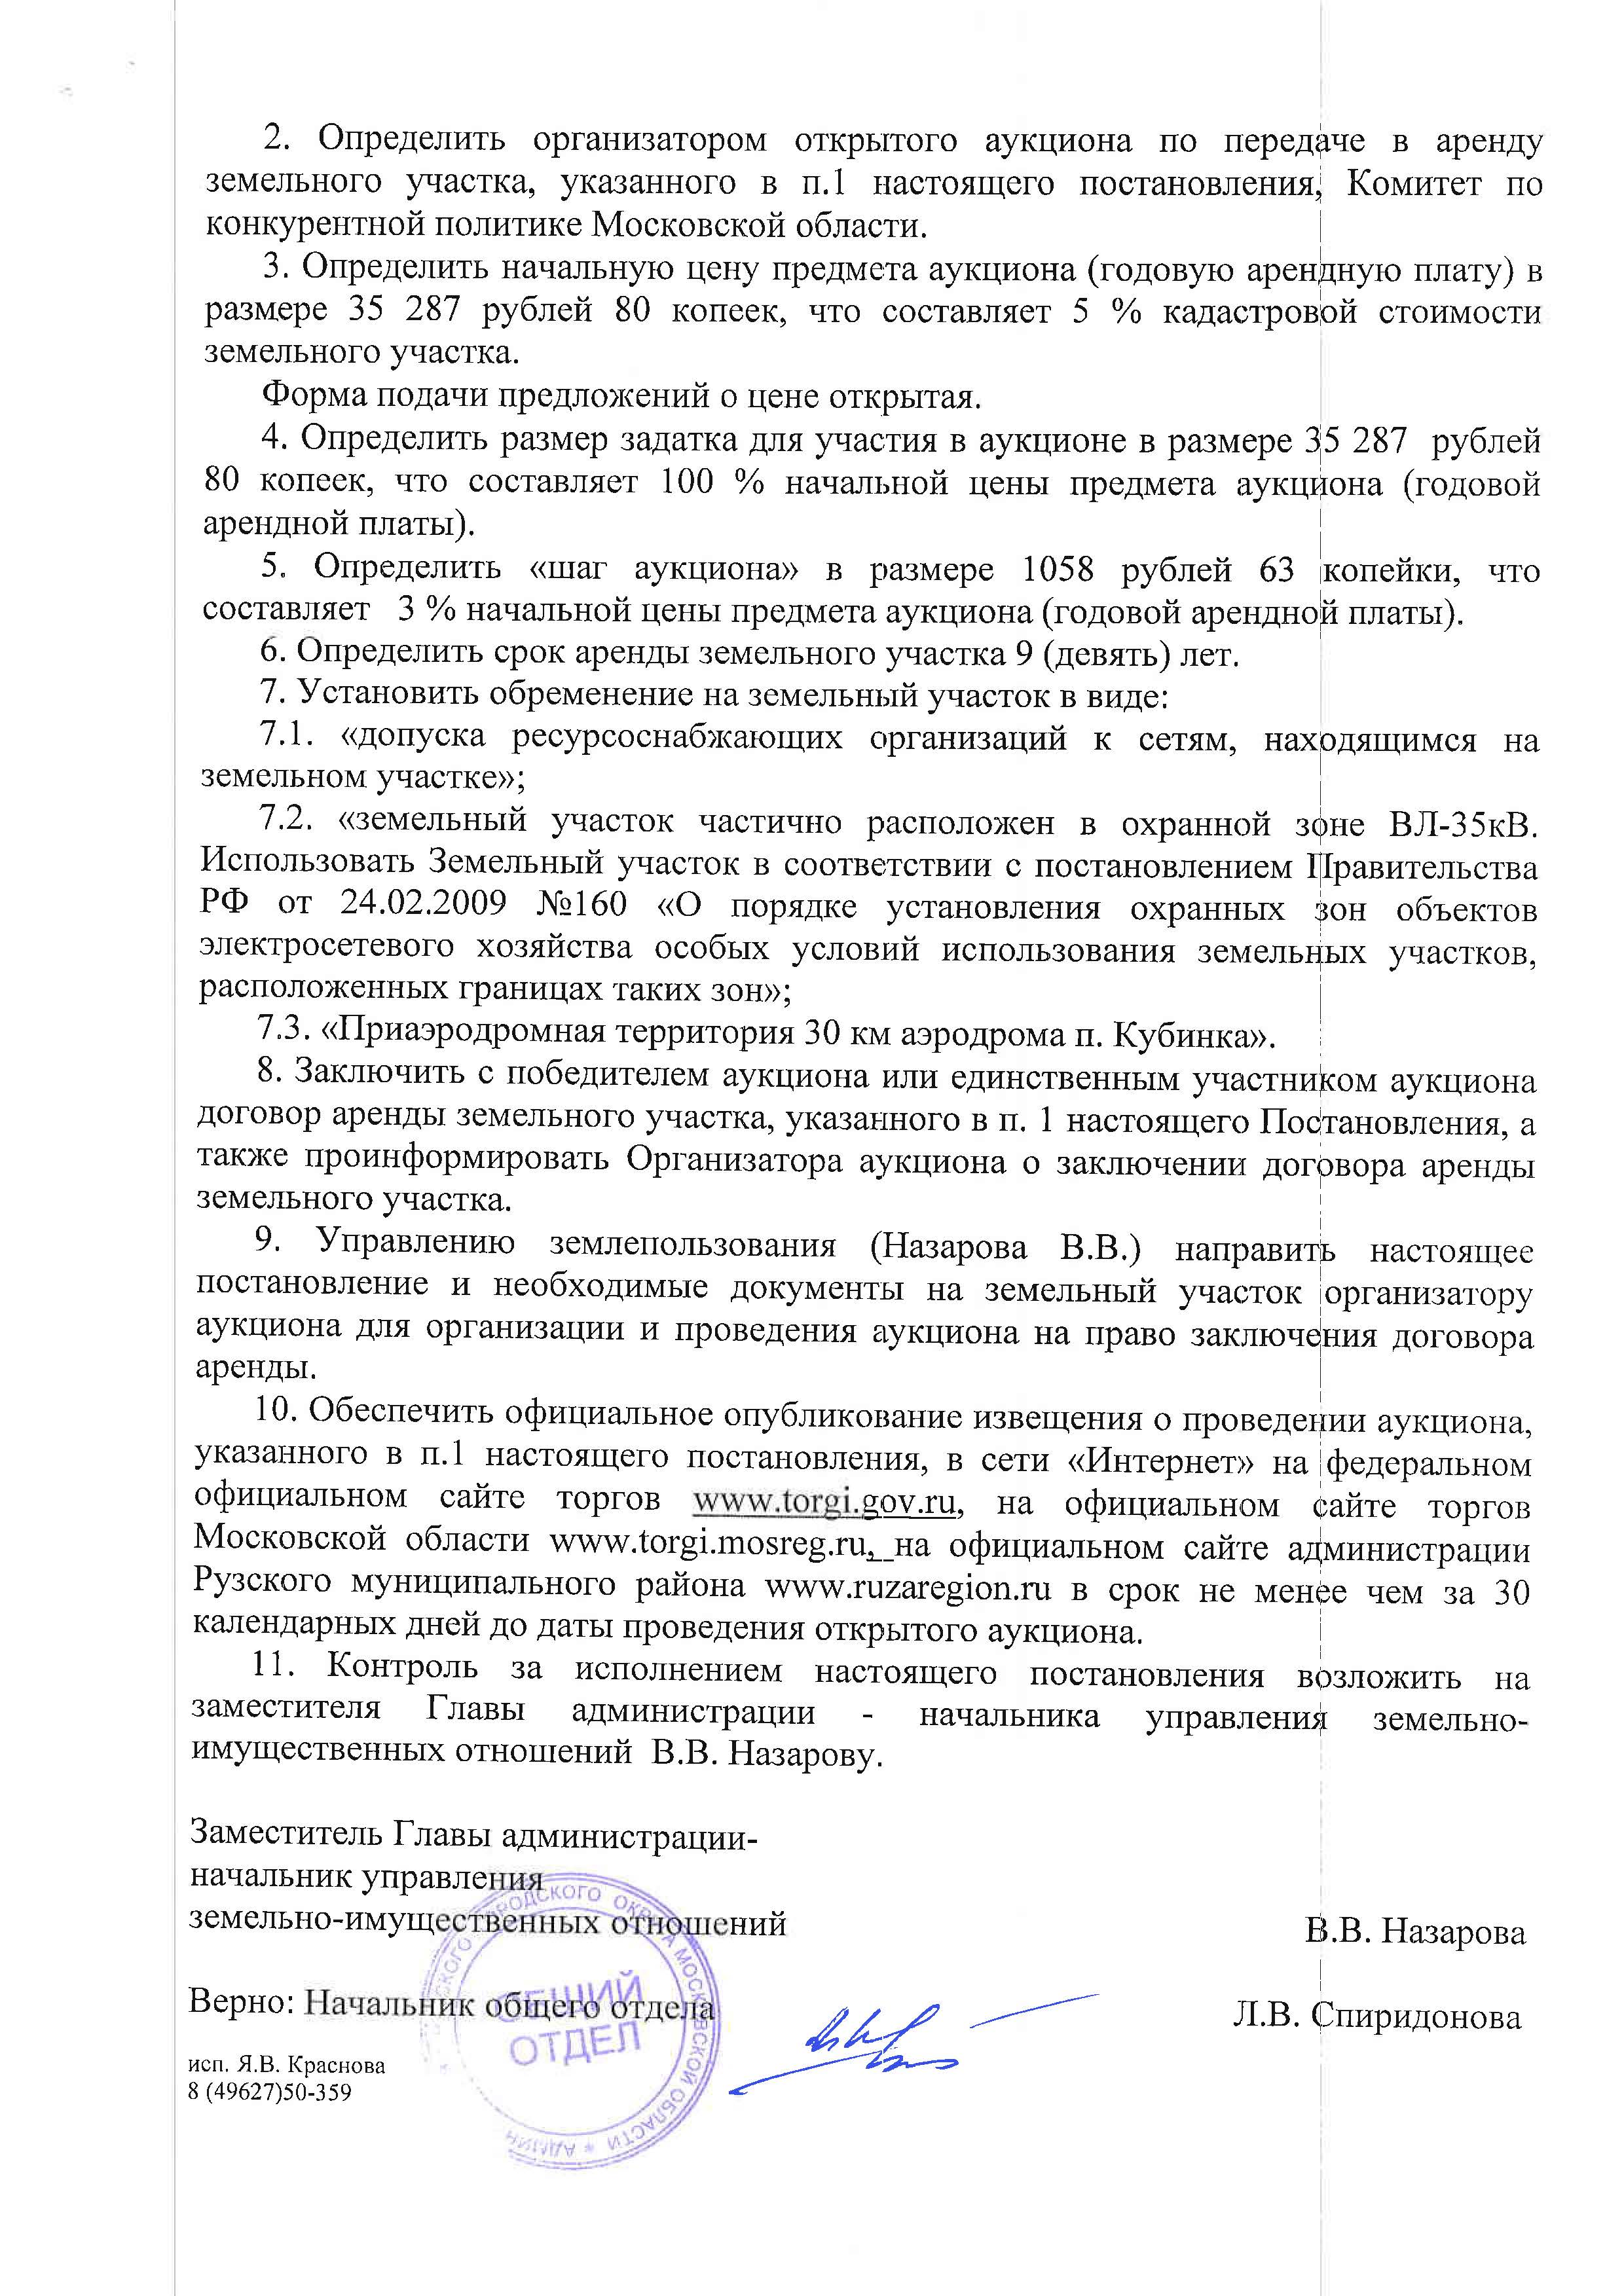 2. Определить организатором открытого аукциона по передаче в аренду
земельного участка, указанного в п.1 настоящего постановления, Комитет по
конкурентной политике Московской области.
3. Определить начальную цену предмета аукциона (годовую арендную плату) в
размере 35 287 рублей 80 копеек, что составляет 5 % кадастровой стоимости
земельного участка.
Форма подачи предложений о цене открытая.
4. Определить размер задатка для участия в аукционе в размере 35 287 рублей
80 копеек, что составляет 100 % начальной цены предмета аукциона (годовой
арендной платы).
5. Определить «шаг аукциона» в размере 1058 рублей 63 копейки, что
составляет 3 % начальной цены предмета аукциона (годовой арендной платы).
6. Определить срок аренды земельного участка 9 (девять) лет.
7. Установить обременение на земельный участок в виде:
7.1. «допуска ресурсоснабжающих организаций к сетям, находящимся на
земельном участке»;
7.2. «земельный участок частично расположен в охранной зоне ВЛ-35кВ.
Использовать Земельный участок в соответствии с постановлением Правительства
РФ от 24.02.2009 №160 «О порядке установления охранных зон объектов
электросетевого хозяйства особых условий использования земельных участков,
расположенных границах таких зон»;
7.3. «Приаэродромная территория 30 км аэродрома п. Кубинка».
8. Заключить с победителем аукциона или единственным участником аукциона
договор аренды земельного участка, указанного в п. 1 настоящего Постановления, а
также проинформировать Организатора аукциона о заключении договора аренды
земельного участка.
9. Управлению землепользования (Назарова В.В.) направить настоящее
постановление и необходимые документы на земельный участок организатору
аукциона для организации и проведения аукциона на право заключения договора
аренды.
10. Обеспечить официальное опубликование извещения о проведении аукциона,
указанного в п.1 настоящего постановления, в сети «Интернет» на федеральном
официальном сайте торгов www.torgi.gov.ru, на официальном сайте торгов
Московской области www.torgi.mosreg.ru, на официальном сайте администрации
Рузского муниципального района www.ruzaregion.ru в срок не менее чем за 30
календарных дней до даты проведения открытого аукциона.
11. Контроль за исполнением настоящего постановления возложить на
заместителя Главы администрации - начальника управления земельно-
имущественных отношений В.В. Назарову.
Заместитель Главы администрации-
начальник управления
земельно-имущественных отношений В.В. Назарова
Верно: Начальник общего отдела Л.В. Спиридонова
исп. Я.В. Краснова
8 (49627)50-359
ОБЩИЙ
ОТДЕЛ
ГОРОДСКОГО ОКРУГА МОСКОВСКОЙ ОБЛАСТИ